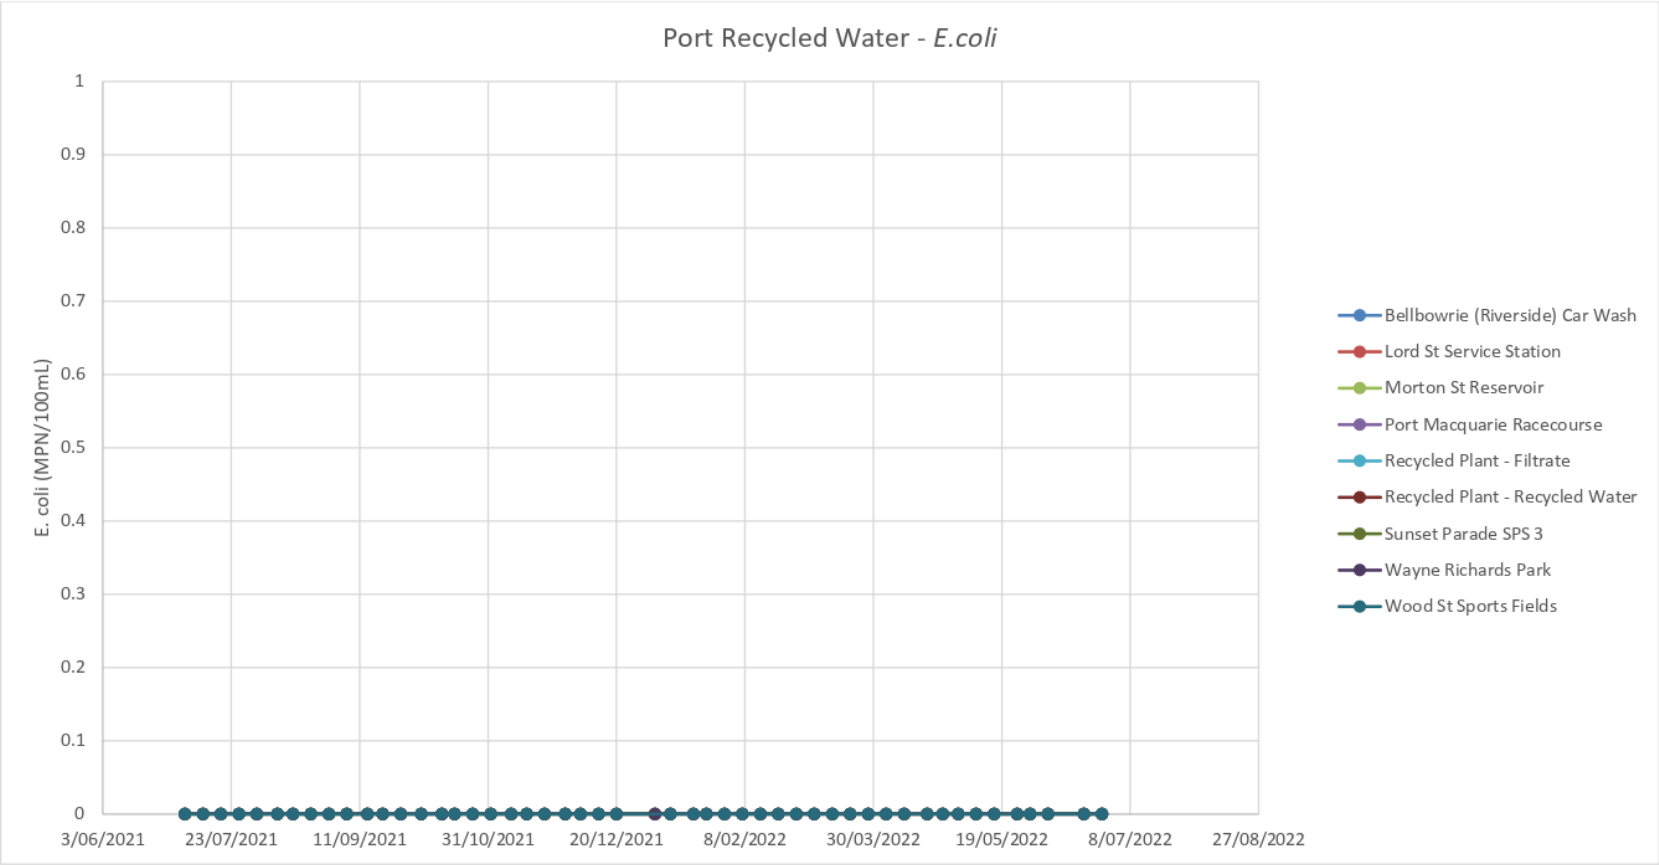 Port Recycled Water - E.coli
1
0.9
0.8
0.7
0.6
0.5
0.4
0.3
0.2
0.1
0
E. coli (MPN/100mL)
3/06/2021 23/07/2021 11/09/2021 31/10/2021 20/12/2021 8/02/2022 30/03/2022 19/05/2022 8/07/2022 27/08/2022
Bellbowrie (Riverside) Car Wash
Lord St Service Station
Morton St Reservoir
Port Macquarie Racecourse
Recycled Plant - Filtrate
Recycled Plant - Recycled Water
Sunset Parade SPS 3
Wayne Richards Park
Wood St Sports Fields